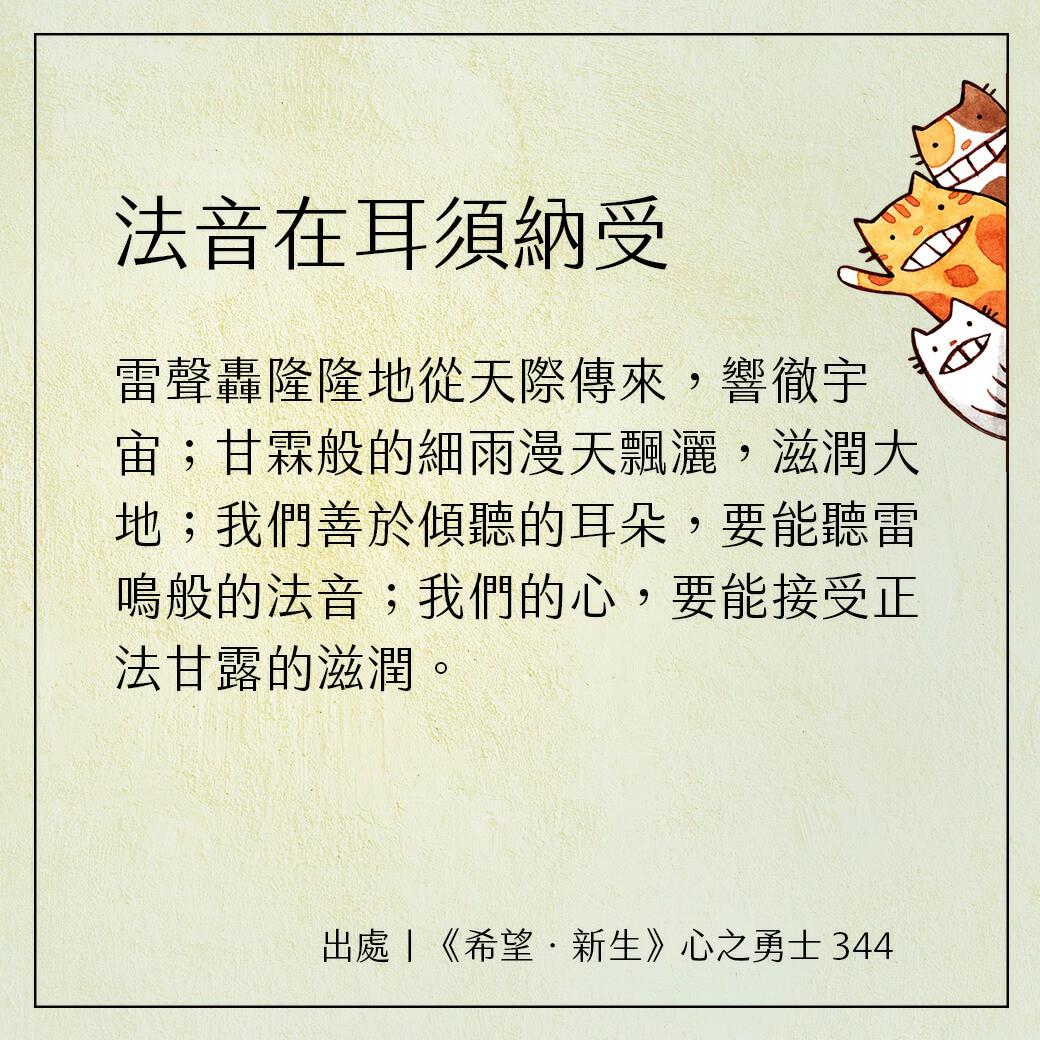 法音在耳須納受
雷聲轟隆隆地從天際傳來，響徹宇
宙；甘霖般的細雨漫天飄灑，滋潤大
地；我們善於傾聽的耳朵，要能聽雷
鳴般的法音；我們的心，要能接受正
法甘露的滋潤。
出處｜《希望．新生》心之勇士 344